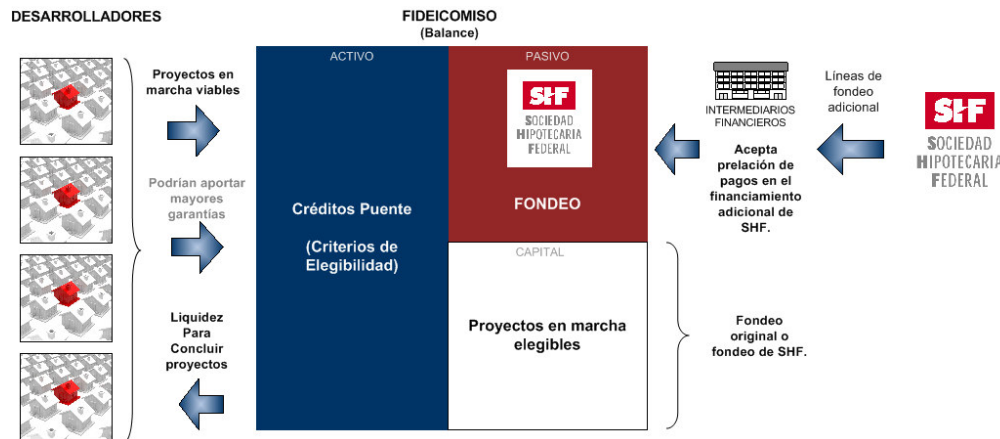 DESARROLLADORES
FIDEICOMISO
(Balance)
Proyectos en
marcha viables
Podrían aportar
mayores
garantías
Liquidez
Para
Concluir
proyectos
ACTIVO
Créditos Puente
(Criterios de
Elegibilidad)
PASIVO
SHF
SOCIEDAD
HIPOTECARIA
FEDERAL
FONDEO
CAPITAL
Proyectos en marcha
elegibles
INTERMEDIARIOS
FINANCIEROS
Acepta
prelación de
pagos en el
financiamiento
adicional de
SHF.
Líneas de
fondeo
adicional
SHF
SOCIEDAD
HIPOTECARIA
FEDERAL
Fondeo
original o
fondeo de SHF.